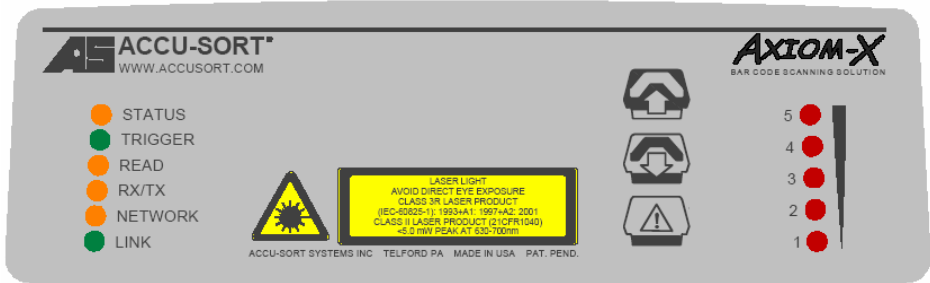 ACCU-SORT
WWW.ACCUSORT.COM
AXIOM-X
BAR CODE SCANNING SOLUTION
STATUS
TRIGGER
READ
RX/TX
NETWORK
LINK
LASER LIGHT
AVOID DIRECT EYE EXPOSURE
CLASS 3R LASER PRODUCT
(IEC-60825-1): 1993+A1: 1997+A2: 2001
CLASS II LASER PRODUCT (21CFR1040)
<5.0 mW PEAK AT 630-700nm
ACCU-SORT SYSTEMS INC TELFORD PA MADE IN USA PAT. PEND.
5
4
3
2
1